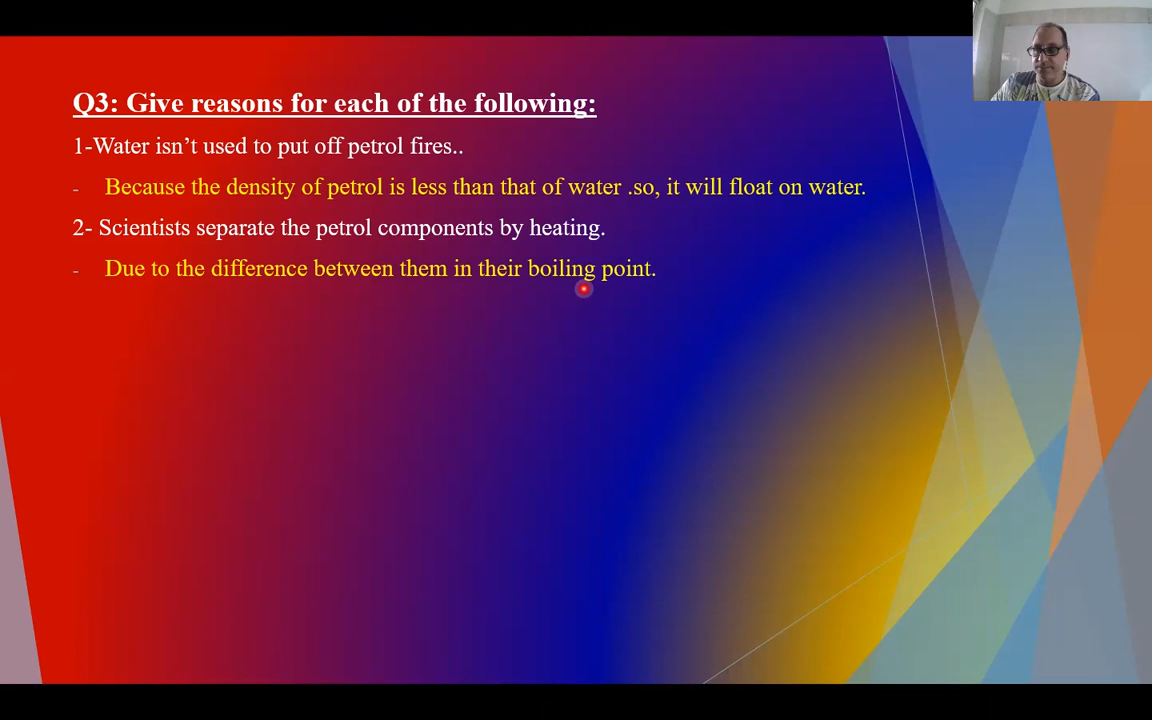 Q3: Give reasons for each of the following:
1-Water isn’t used to put off petrol fires..
- Because the density of petrol is less than that of water .so, it will float on water.
2- Scientists separate the petrol components by heating.
- Due to the difference between them in their boiling point.